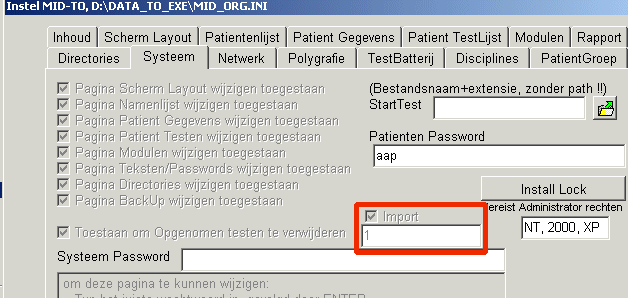 Instel MID-TO, D:\DATA_TO_EXE\MID_ORG.INI
Inhoud Scherm Layout Patientenlijst Patient Gegevens Patient TestLijst Modulen Rapport
Directories Systeem Netwerk Polygrafie TestBatterij Disciplines PatientGroep
Pagina Scherm Layout wijzigen toegestaan
Pagina Namenlijst wijzigen toegestaan
Pagina Patient Gegevens wijzigen toegestaan
Pagina Patient Testen wijzigen toegestaan
Pagina Modulen wijzigen toegestaan
Pagina Teksten/Passwords wijzigen toegestaan
Pagina Directories wijzigen toegestaan
Pagina BackUp wijzigen toegestaan
Toestaan om Opgenomen testen te verwijderen
(Bestandsnaam+extensie, zonder path !!)
StartTest
Patienten Password
aap
Install Lock
ereist Administrator rechten
NT, 2000, XP
Import
1
Systeem Password
om deze pagina te kunnen wijzigen: